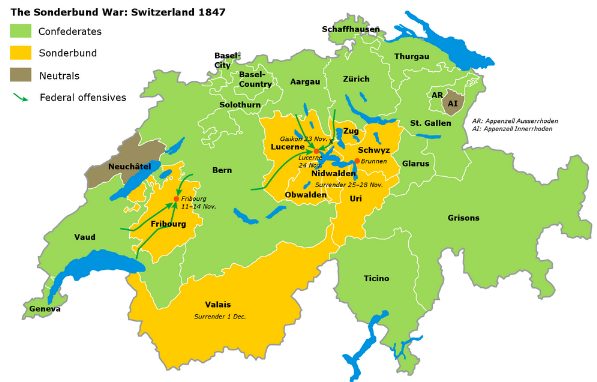 The Sonderbund War: Switzerland 1847
Confederates
Sonderbund
Neutrals
Federal offensives
Schaffhausen
Basel-
City
Basel-
Country
Aargau
Zürich
Thurgau
Solothurn
AR
AI
AR: Appenzell Ausserrhoden
AI: Appenzell Innerrhoden
St. Gallen
Zug
Gisikon 23 Nov.
Lucerne
Lucerne
24 Nov.
Schwyz
Brunnen
Neuchâtel
Bern
Nidwalden
Surrender 25–28 Nov.
Glarus
Obwalden
Uri
Fribourg
11–14 Nov.
Fribourg
Grisons
Vaud
Ticino
Valais
Surrender 1 Dec.
Geneva